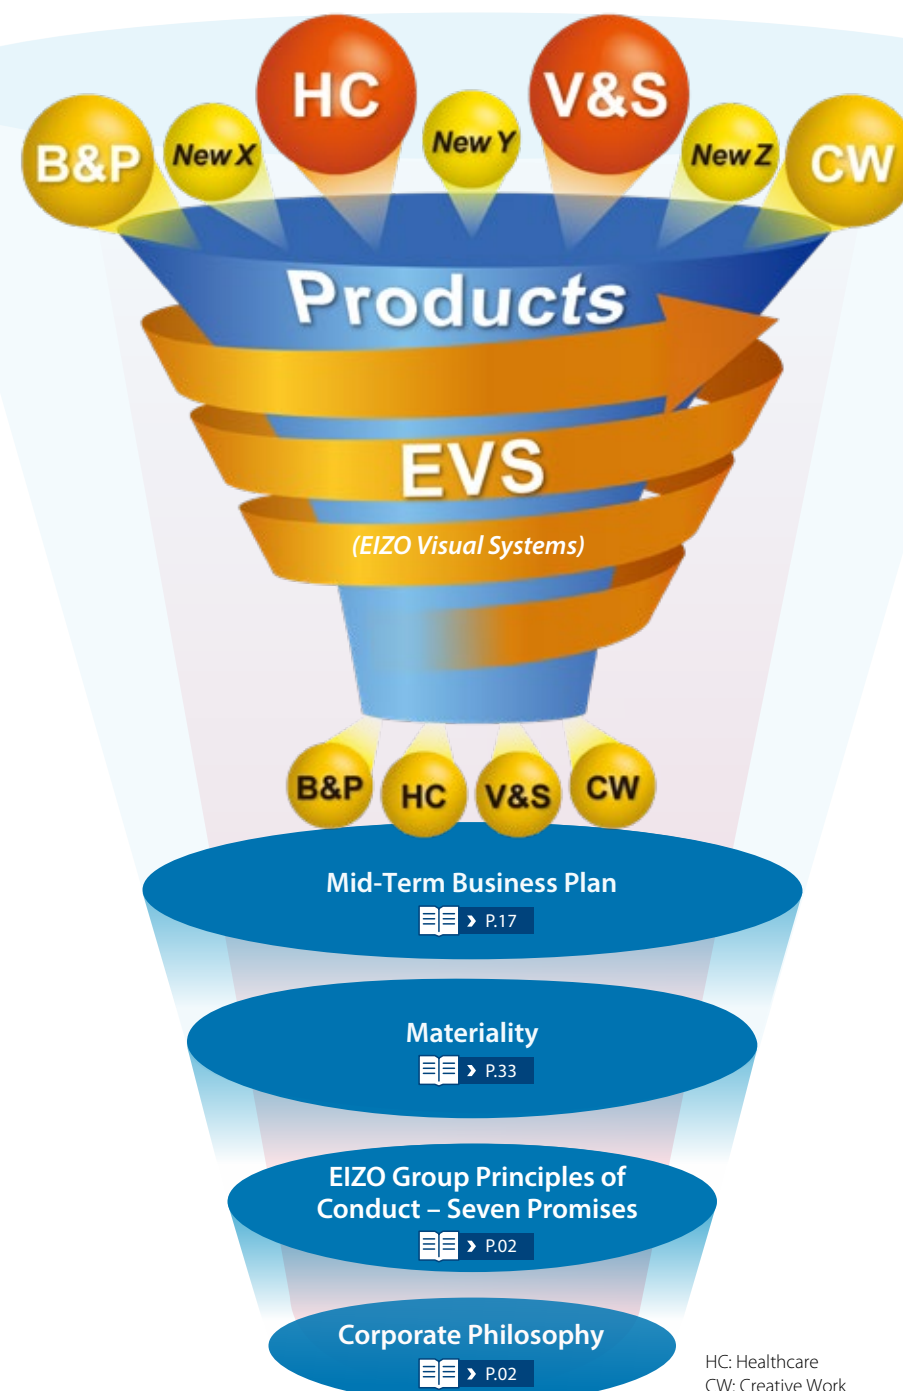 HC
V&S
B&P
New X
New Y
New Z
CW
Products
EVS
(EIZO Visual Systems)
B&P
HC
V&S
CW
Mid-Term Business Plan
P.17
Materiality
P.33
EIZO Group Principles of
Conduct – Seven Promises
P.02
Corporate Philosophy
P.02
HC: Healthcare
CW: Creative Work